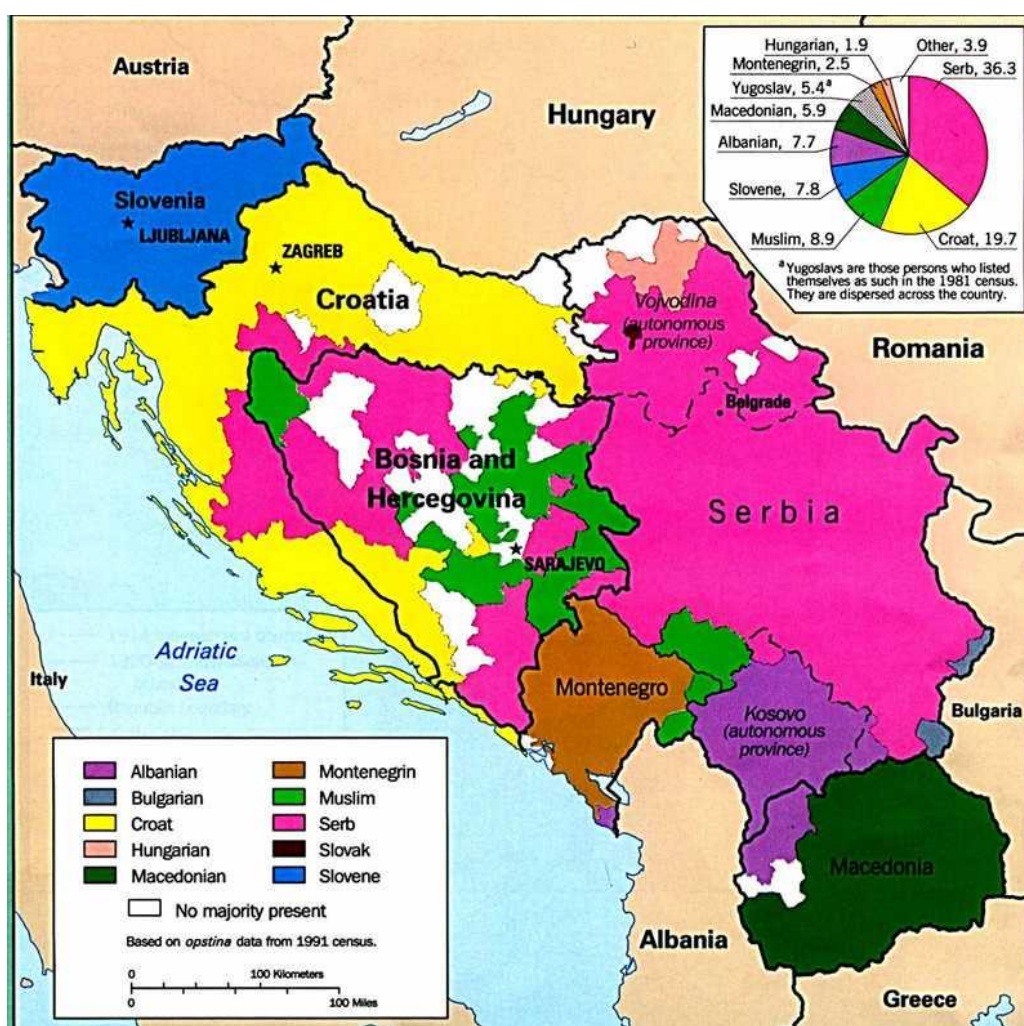 Austria
Hungary
Slovenia
LJUBLJANA
ZAGREB
Croatia
Vojvodina
(autonomous
province)
Romania
Belgrade
Bosnia and
Hercegovina
SARAJEVO
Serbia
Adriatic
Sea
Italy
Montenegro
Kosovo
(autonomous
province)
Bulgaria
Macedonia
Albania
Greece
Hungarian, 1.9
Other, 3.9
Montenegrin, 2.5
Serb, 36.3
Yugoslav, 5.4ᵃ
Macedonian, 5.9
Albanian, 7.7
Slovene, 7.8
Muslim, 8.9
Croat, 19.7
ᵃYugoslavs are those persons who listed
themselves as such in the 1981 census.
They are dispersed across the country.
Albanian
Bulgarian
Croat
Hungarian
Macedonian
Montenegrin
Muslim
Serb
Slovak
Slovene
No majority present
Based on opstina data from 1991 census.
0 100 Kilometers
0 100 Miles